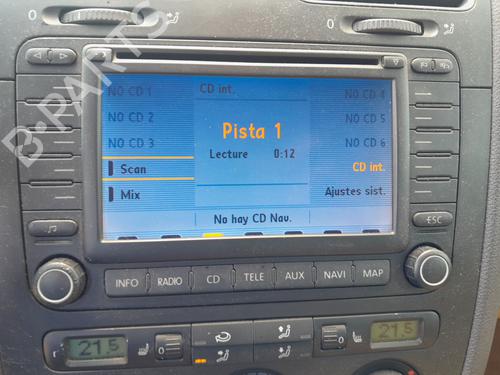 B-PARTS
NO CD 1
CD int.
NO CD 4
NO CD 2
NO CD 5
Pista 1
NO CD 3
NO CD 6
Lecture 0:12
Scan
CD int.
Mix
Ajustes sist.
No hay CD Nav.
ESC
INFO RADIO CD TELE AUX NAVI MAP
21.5
0
0
21.5